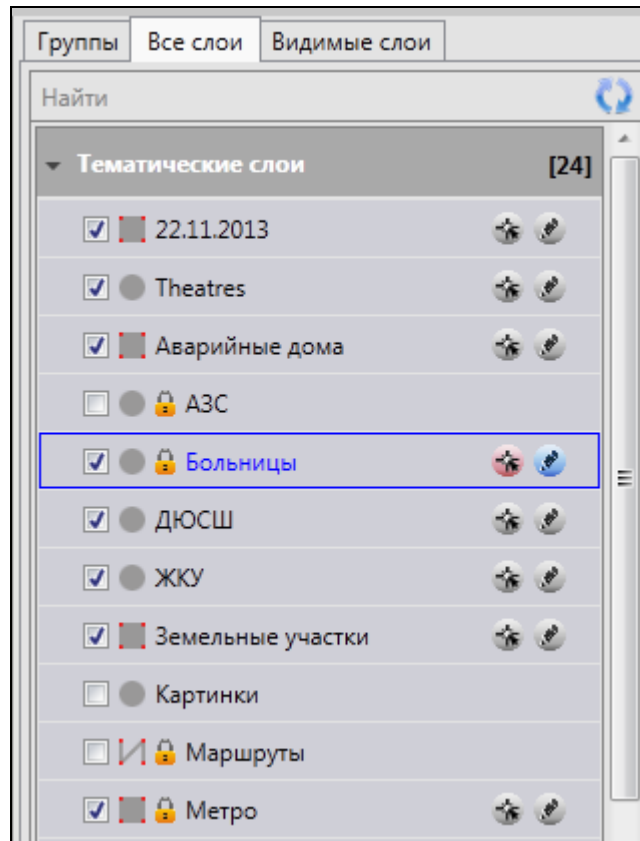 Группы Все слои Видимые слои
Найти
Тематические слои [24]
22.11.2013
Theatres
Аварийные дома
АЗС
Больницы
ДЮСШ
ЖКУ
Земельные участки
Картинки
Маршруты
Метро